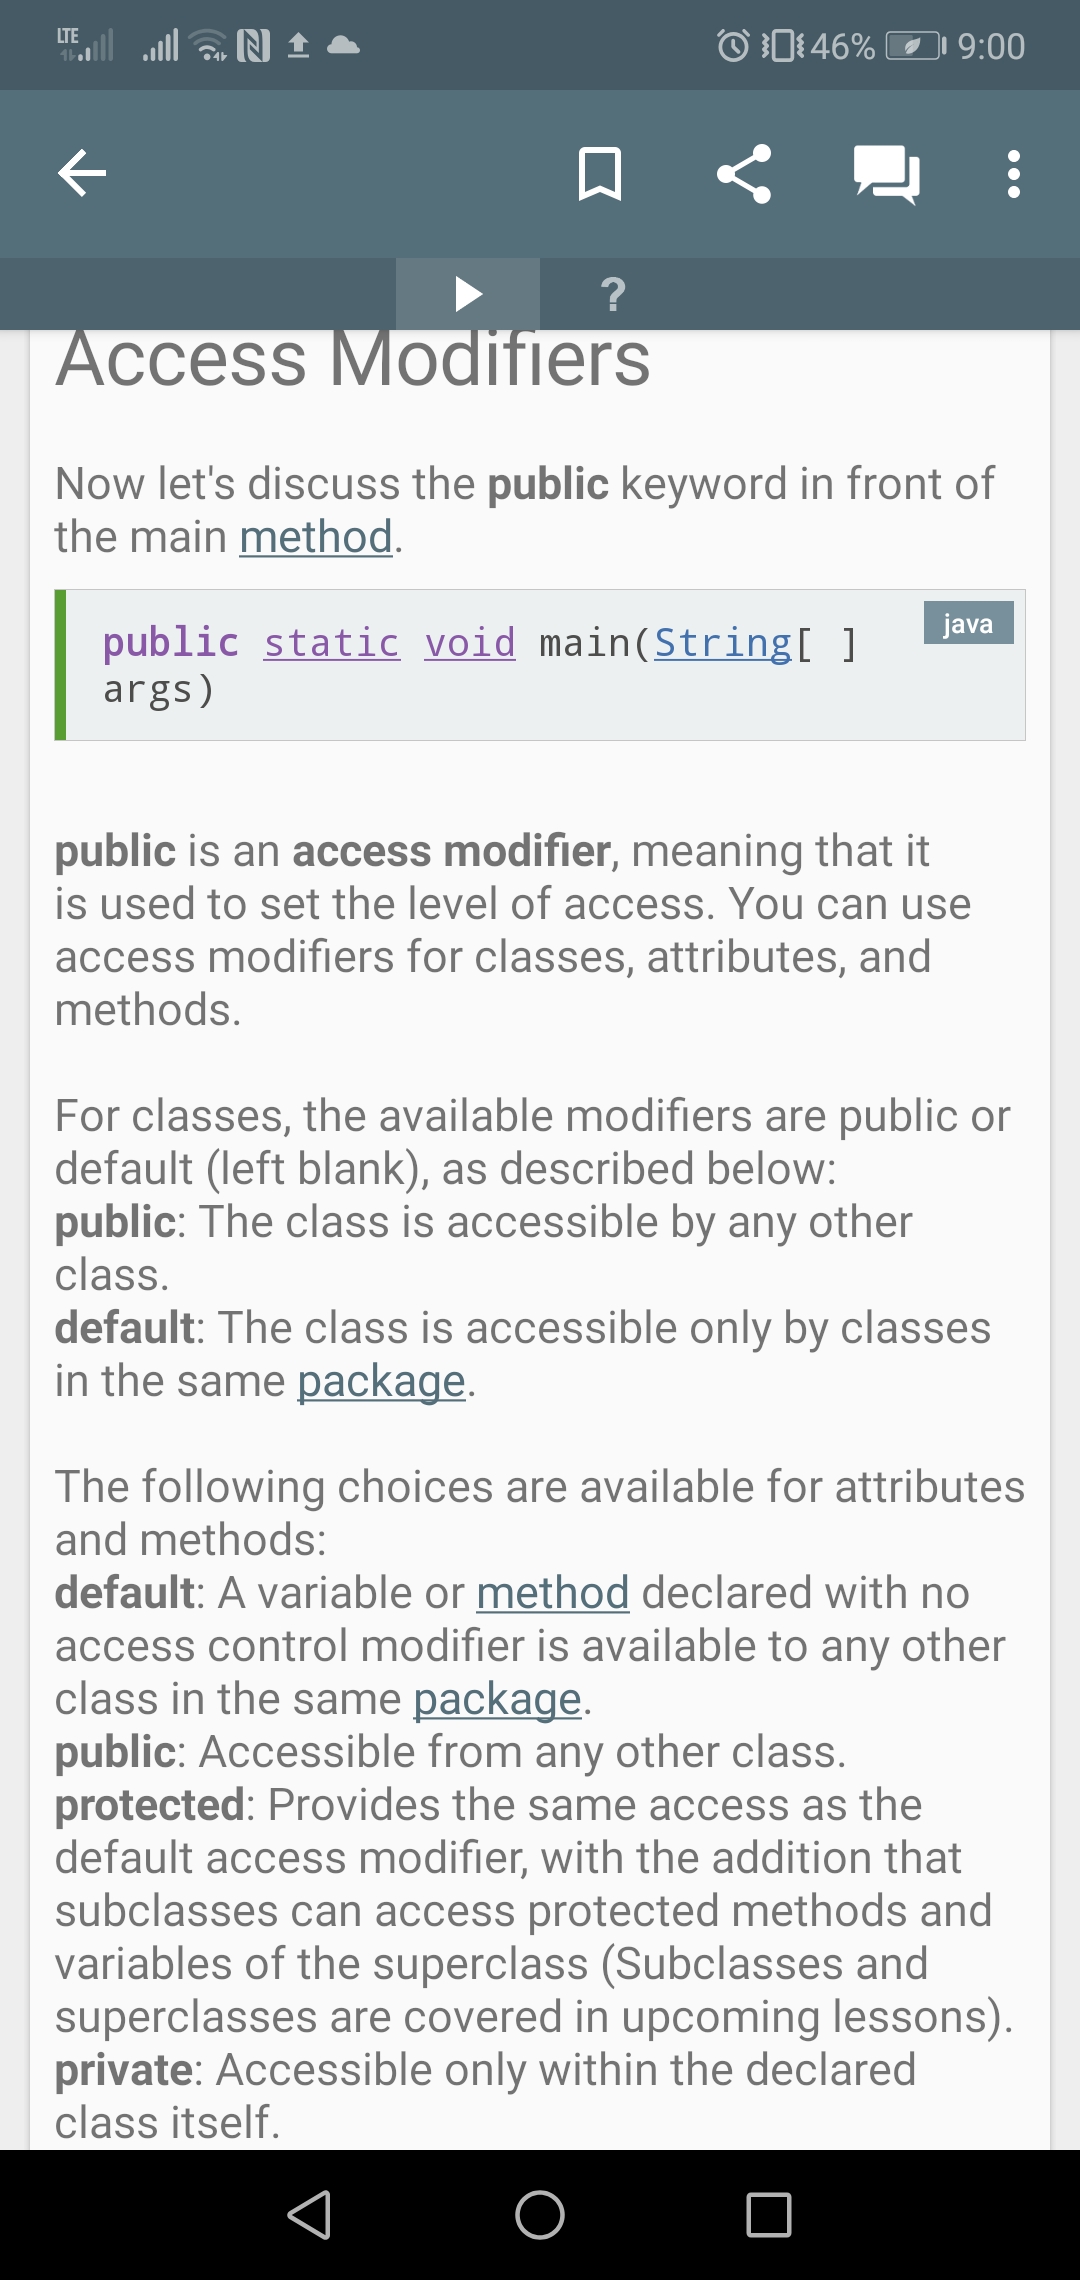 LTE 46% 9:00
?
Access Modifiers
Now let's discuss the public keyword in front of
the main method.
java
public static void main(String[ ]
args)
public is an access modifier, meaning that it
is used to set the level of access. You can use
access modifiers for classes, attributes, and
methods.
For classes, the available modifiers are public or
default (left blank), as described below:
public: The class is accessible by any other
class.
default: The class is accessible only by classes
in the same package.
The following choices are available for attributes
and methods:
default: A variable or method declared with no
access control modifier is available to any other
class in the same package.
public: Accessible from any other class.
protected: Provides the same access as the
default access modifier, with the addition that
subclasses can access protected methods and
variables of the superclass (Subclasses and
superclasses are covered in upcoming lessons).
private: Accessible only within the declared
class itself.